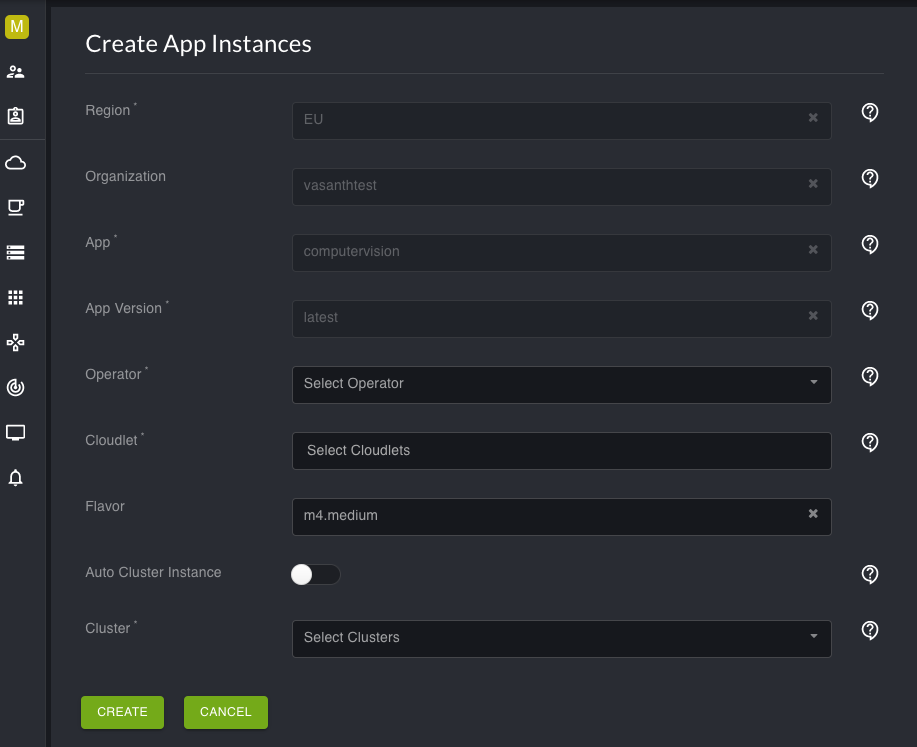 M
Create App Instances
Region *
EU
Organization
vasanthtest
App *
computervision
App Version *
latest
Operator *
Select Operator
Cloudlet *
Select Cloudlets
Flavor
m4.medium
Auto Cluster Instance
Cluster *
Select Clusters
CREATE CANCEL